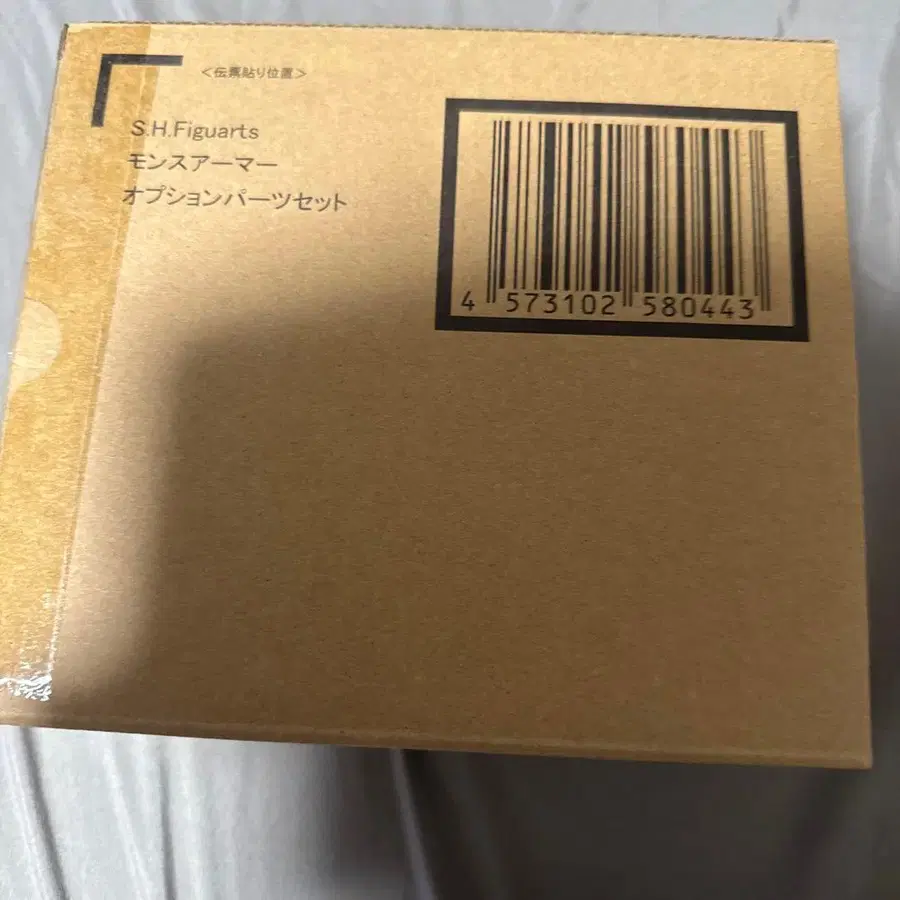 <伝票貼り位置>
S.H.Figuarts
モンスアーマー
オプションパーツセット
4 573102 580443